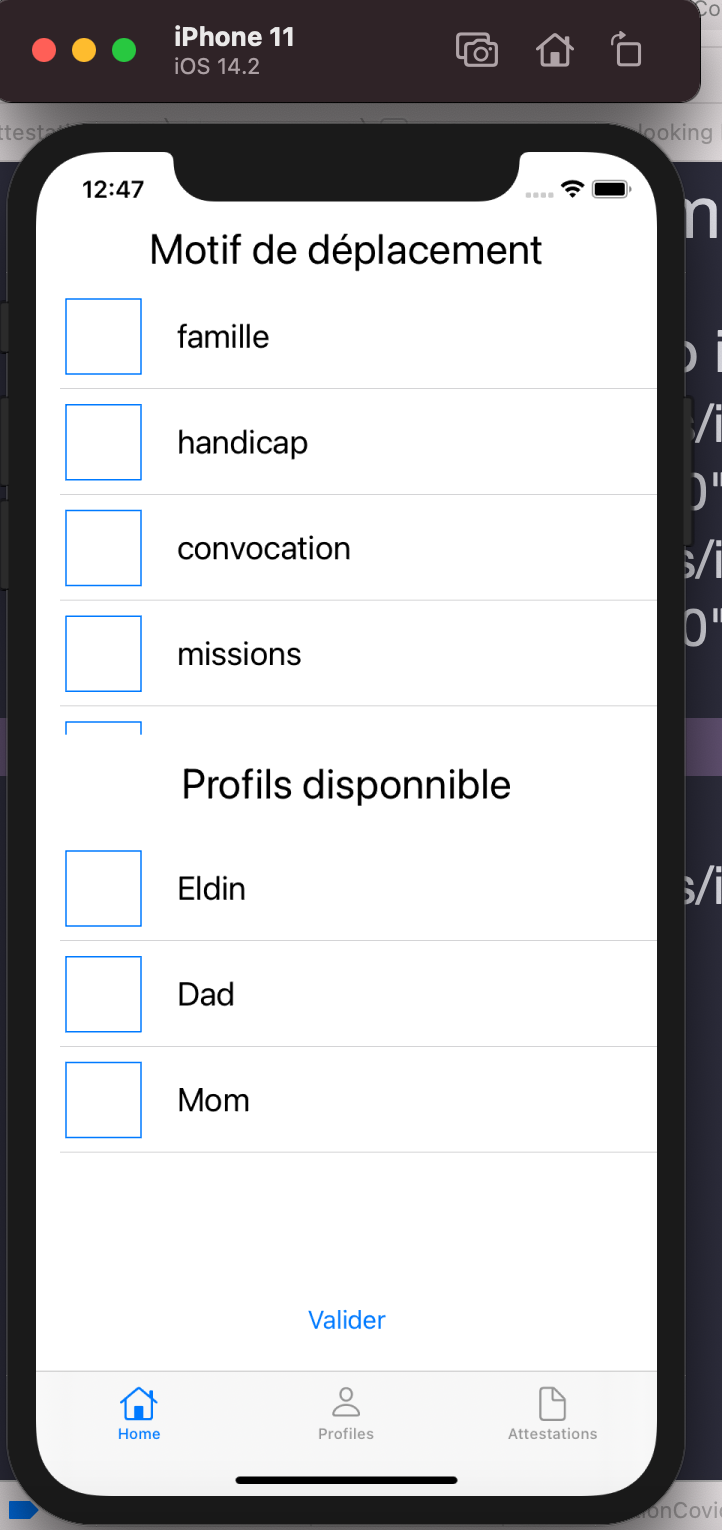 iPhone 11
iOS 14.2
looking
12:47
Motif de déplacement
famille
handicap
convocation
missions
Profils disponnible
Eldin
Dad
Mom
Valider
Home
Profiles
Attestations